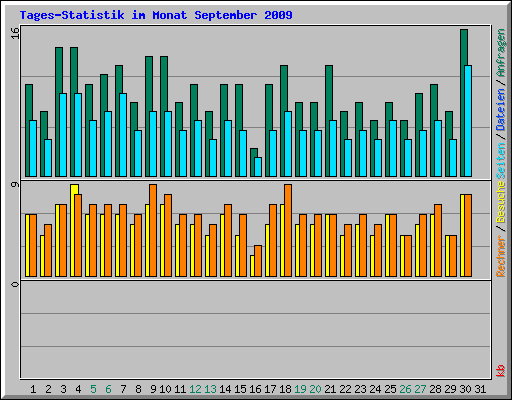 Tages-Statistik im Monat September 2009
16
9
0
Rechner / Besuche Seiten / Dateien / Anfragen
kb
1 2 3 4 5 6 7 8 9 10 11 12 13 14 15 16 17 18 19 20 21 22 23 24 25 26 27 28 29 30 31